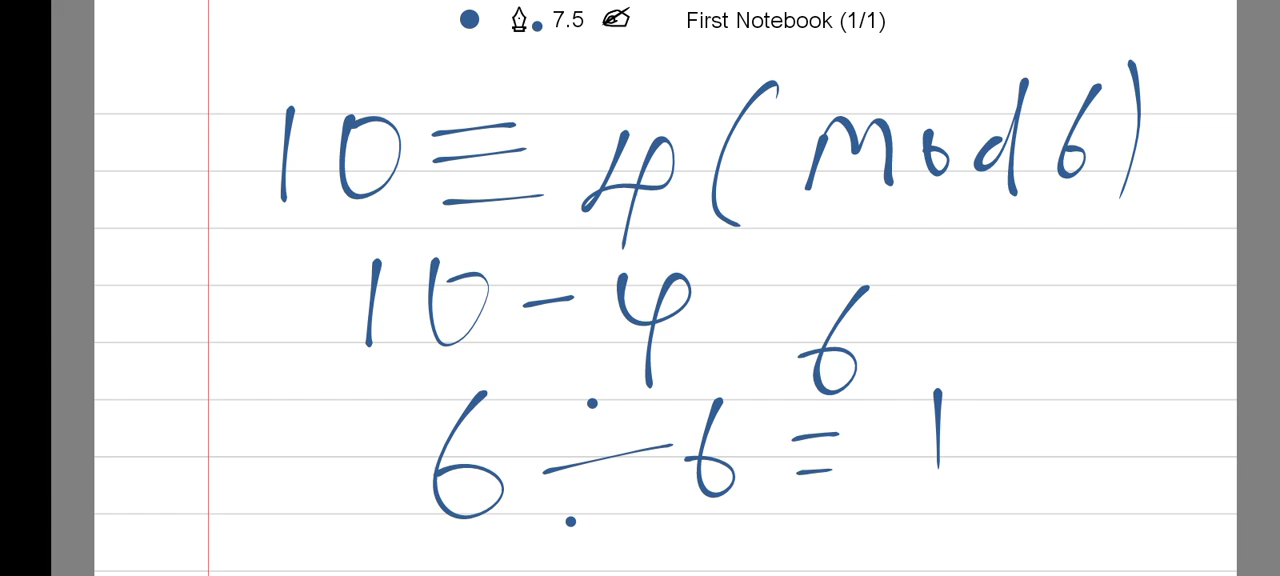 7.5 First Notebook (1/1)
10 ≡ 4 (mod 6)
10 - 4
6
6 ÷ 6 = 1